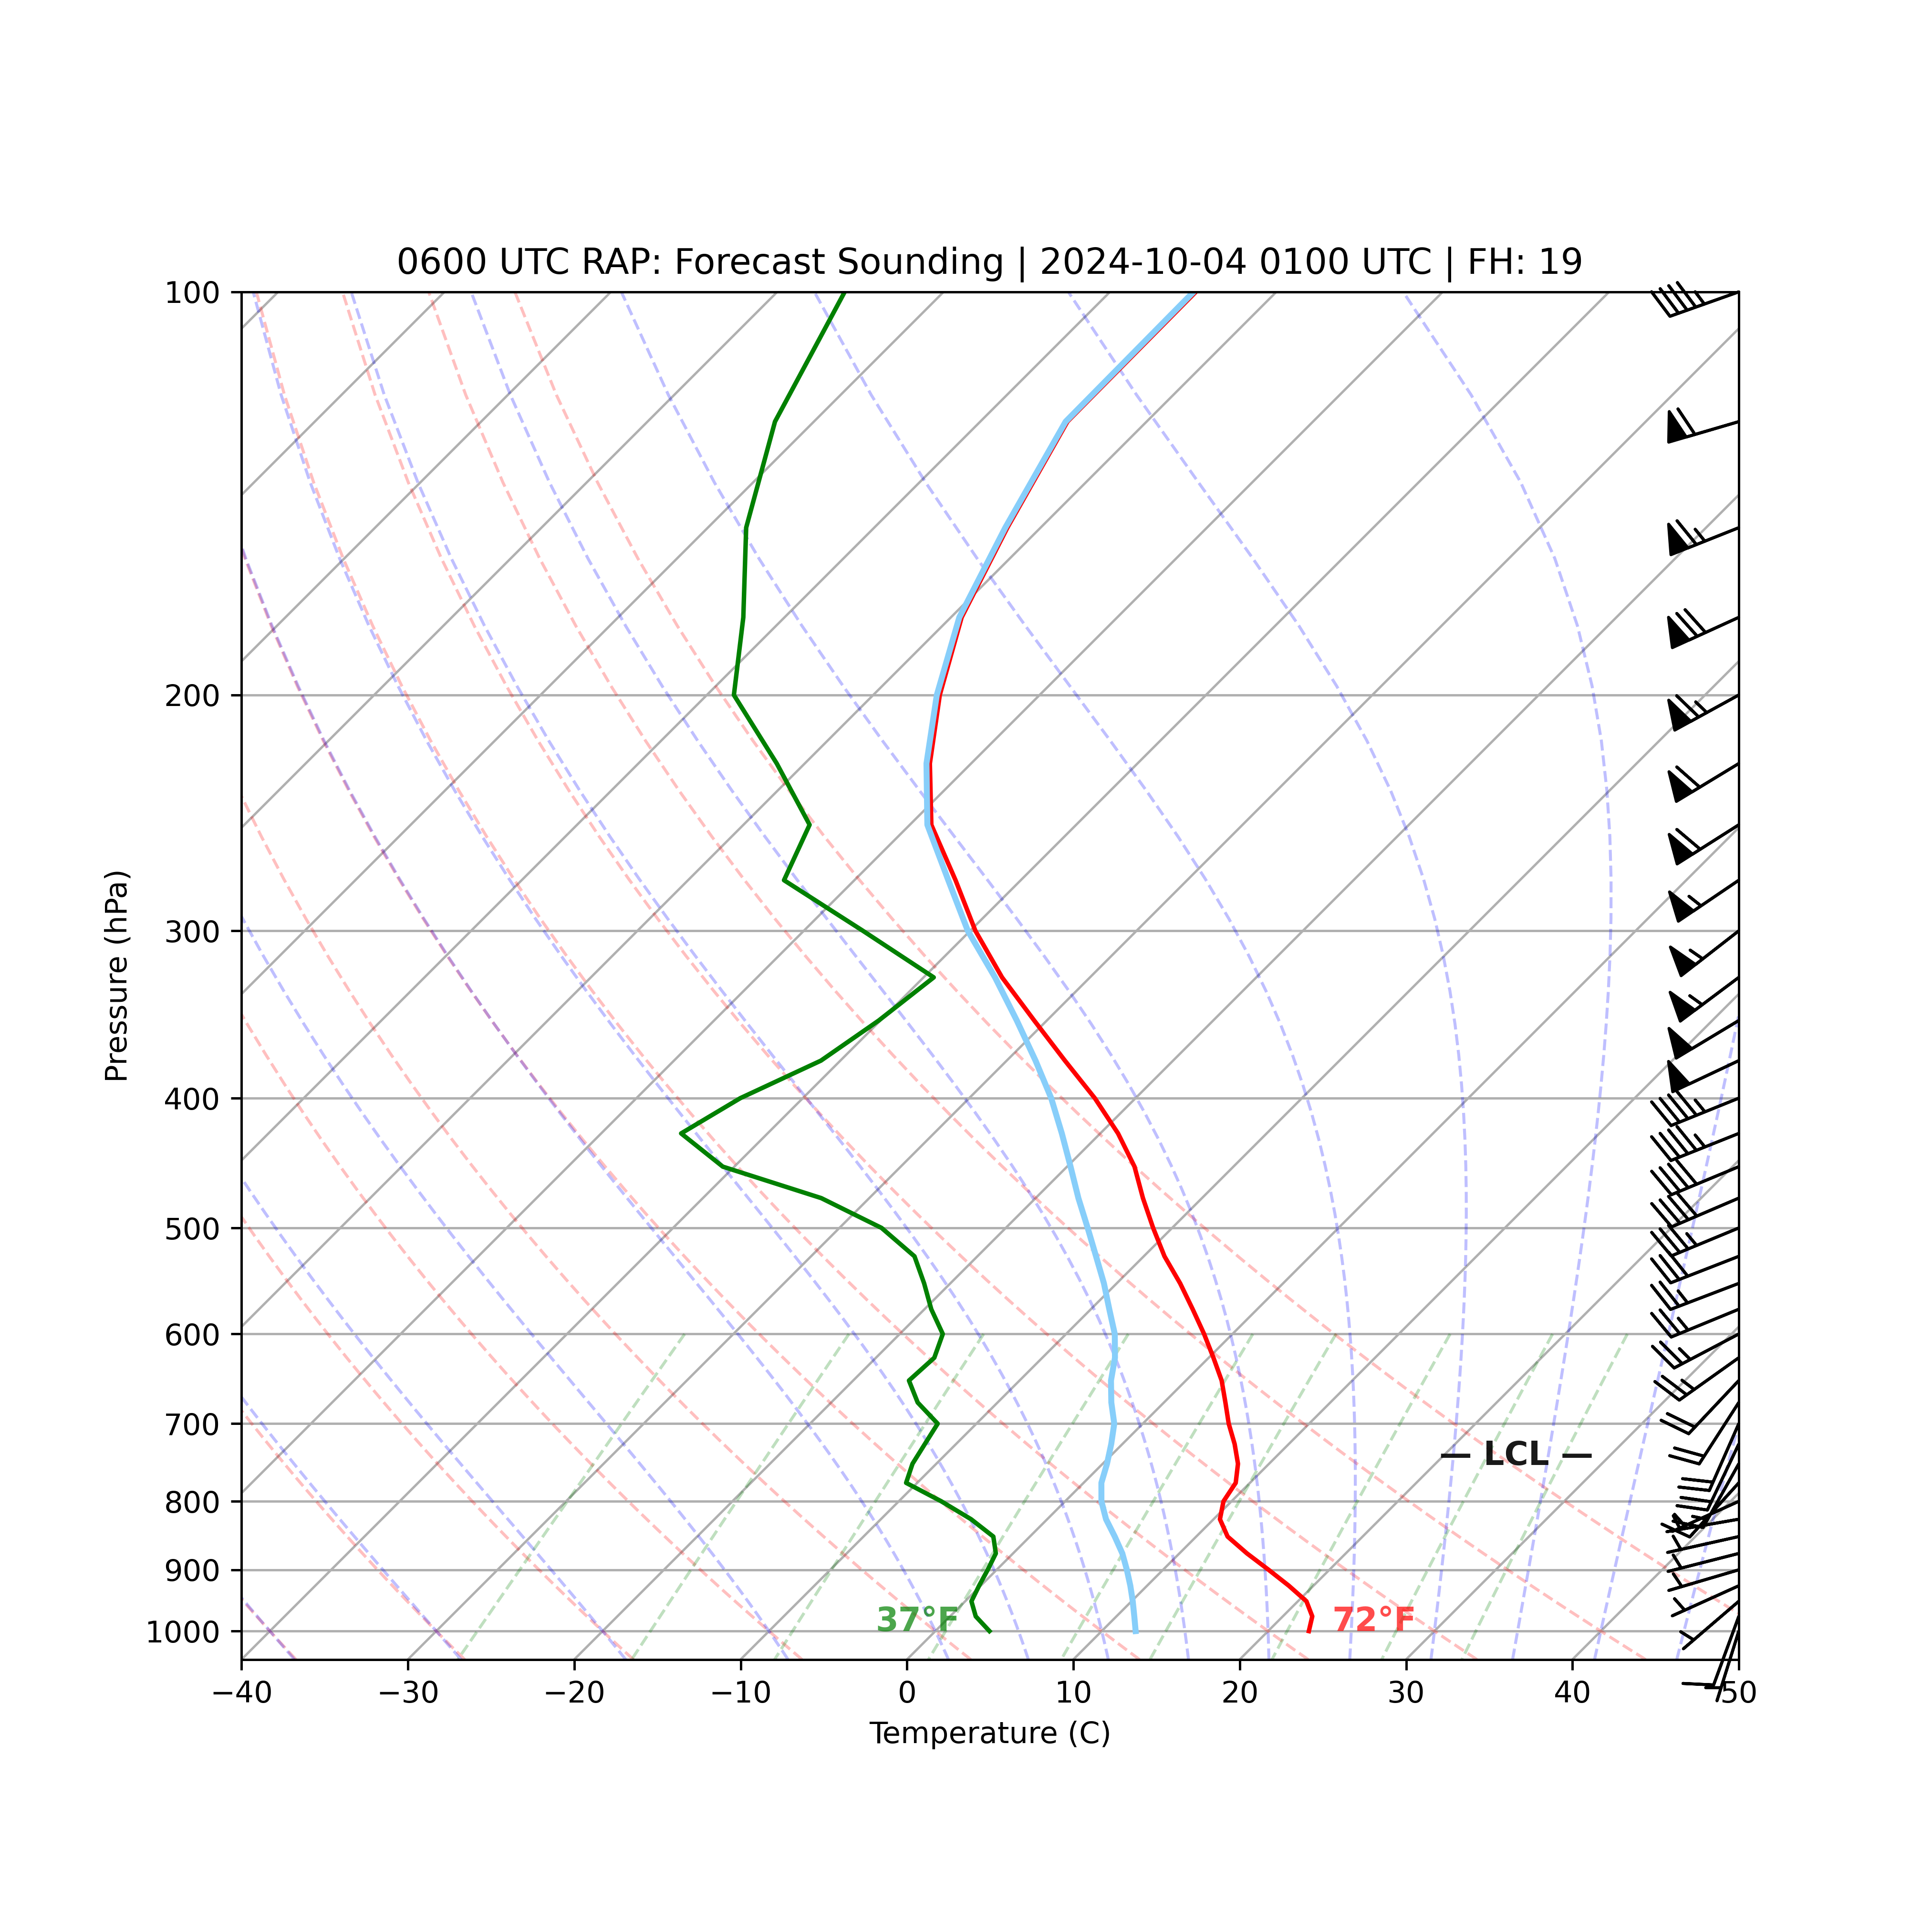 0600 UTC RAP: Forecast Sounding | 2024-10-04 0100 UTC | FH: 19
100
200
300
400
500
600
700
800
900
1000
Pressure (hPa)
— LCL —
37°F
72°F
−40 −30 −20 −10 0 10 20 30 40 50
Temperature (C)